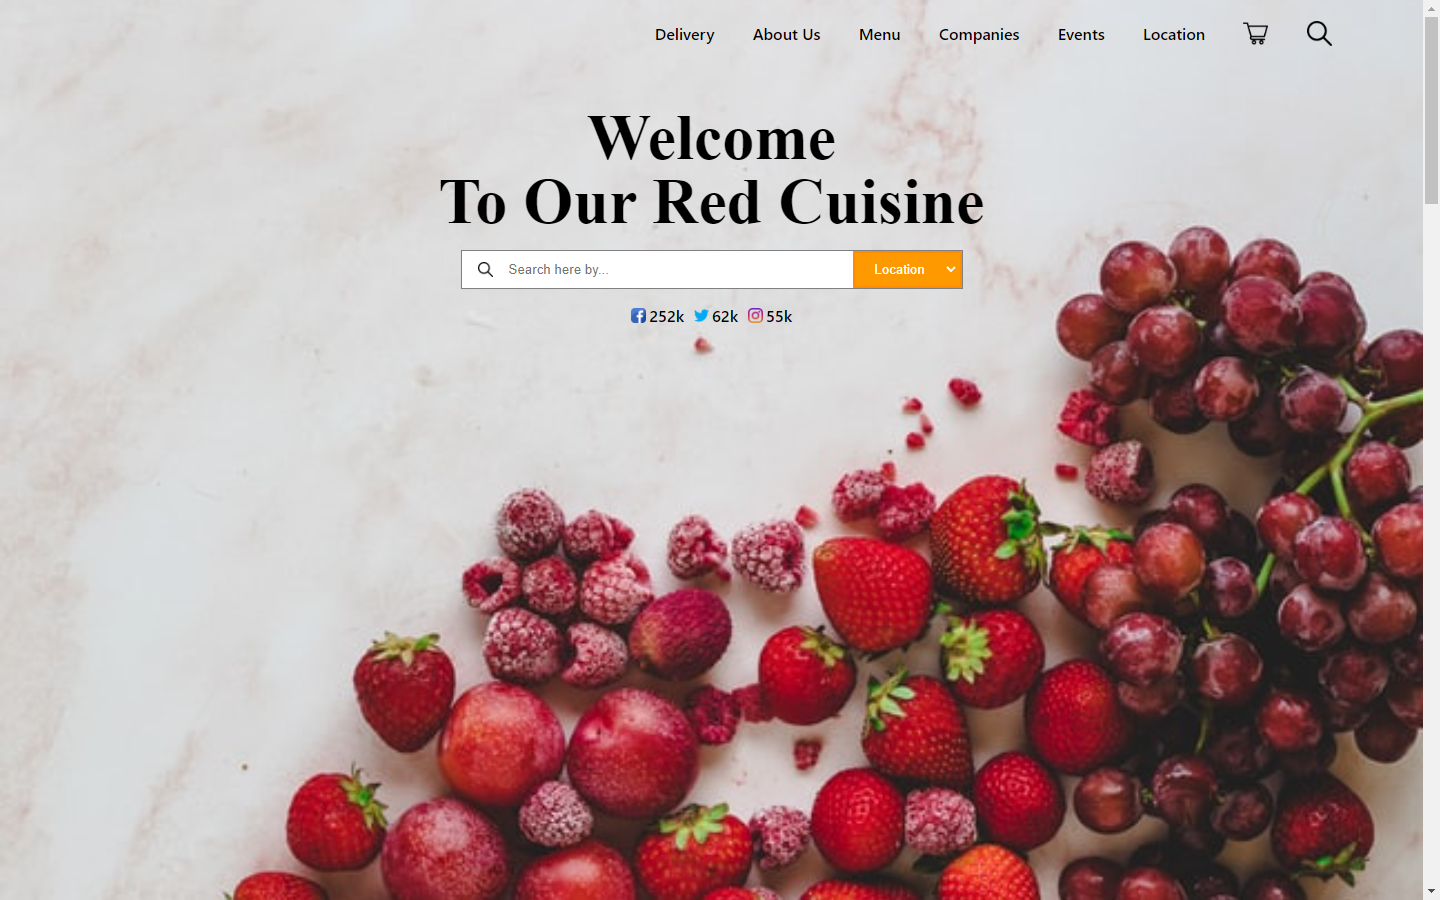 Delivery About Us Menu Companies Events Location
Welcome
To Our Red Cuisine
Search here by... Location
252k 62k 55k